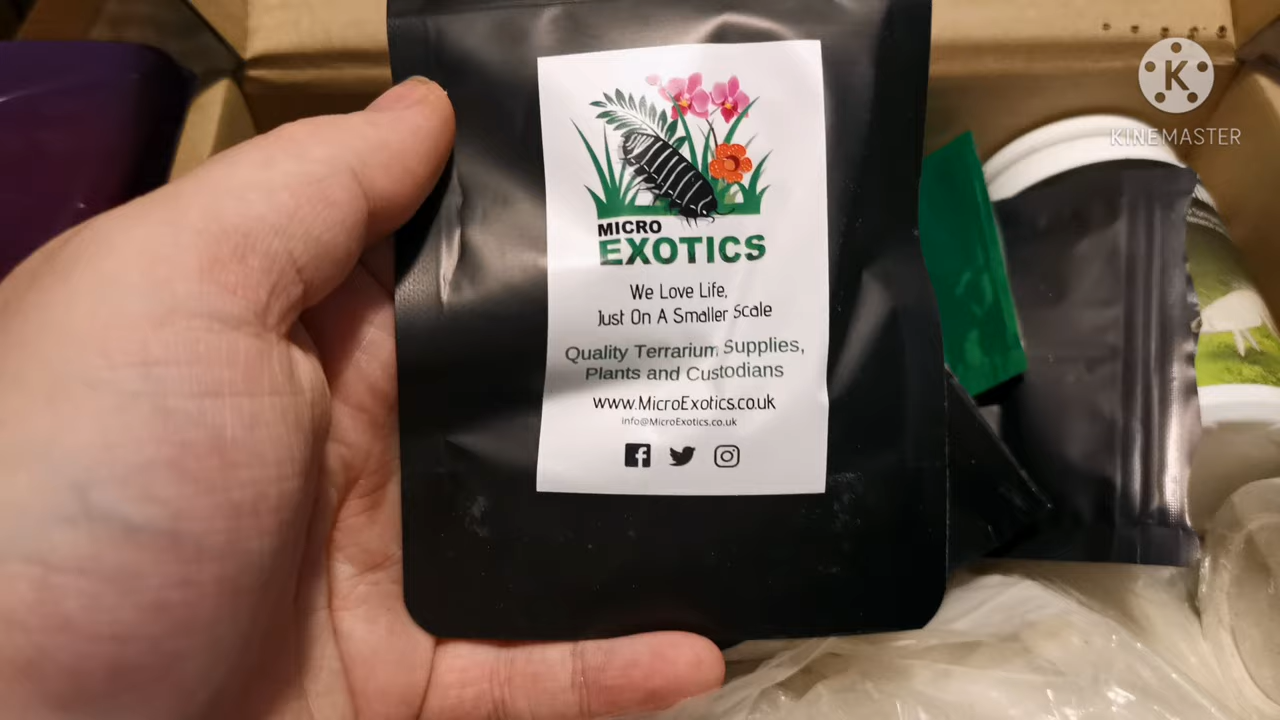 MICRO
EXOTICS
We Love Life,
Just On A Smaller Scale
Quality Terrarium Supplies,
Plants and Custodians
www.MicroExotics.co.uk
info@MicroExotics.co.uk
K
KINEMASTER